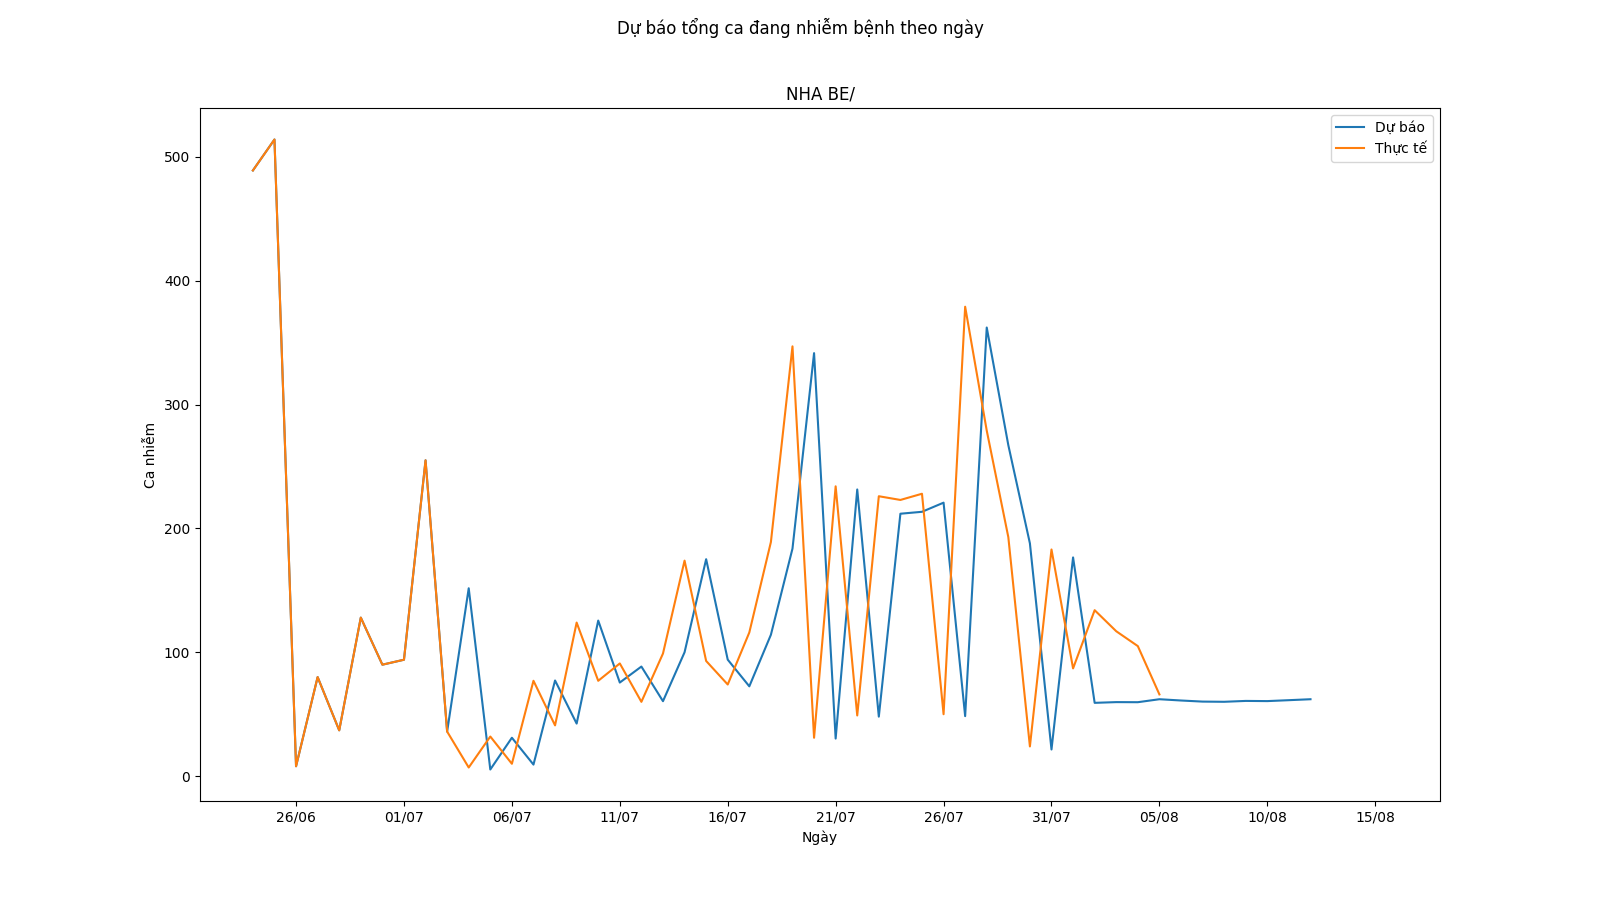 Dự báo tổng ca đang nhiễm bệnh theo ngày
NHA BE/
Dự báo
Thực tế
500
400
300
200
100
0
Ca nhiễm
26/06 01/07 06/07 11/07 16/07 21/07 26/07 31/07 05/08 10/08 15/08
Ngày